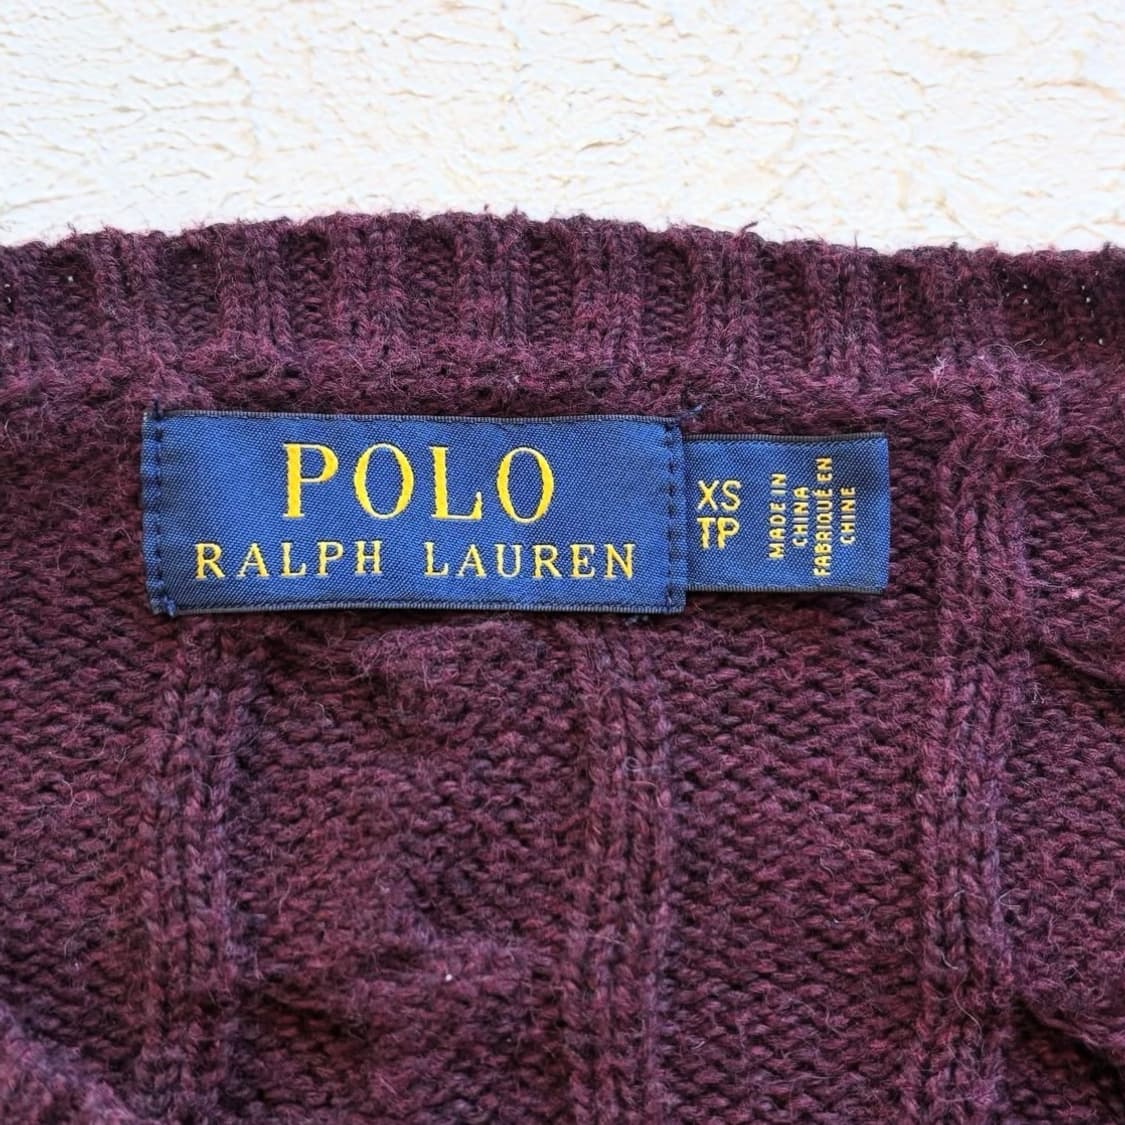 POLO
RALPH LAUREN
XS
TP
MADE IN
CHINA
FABRIQUÉ EN
CHINE